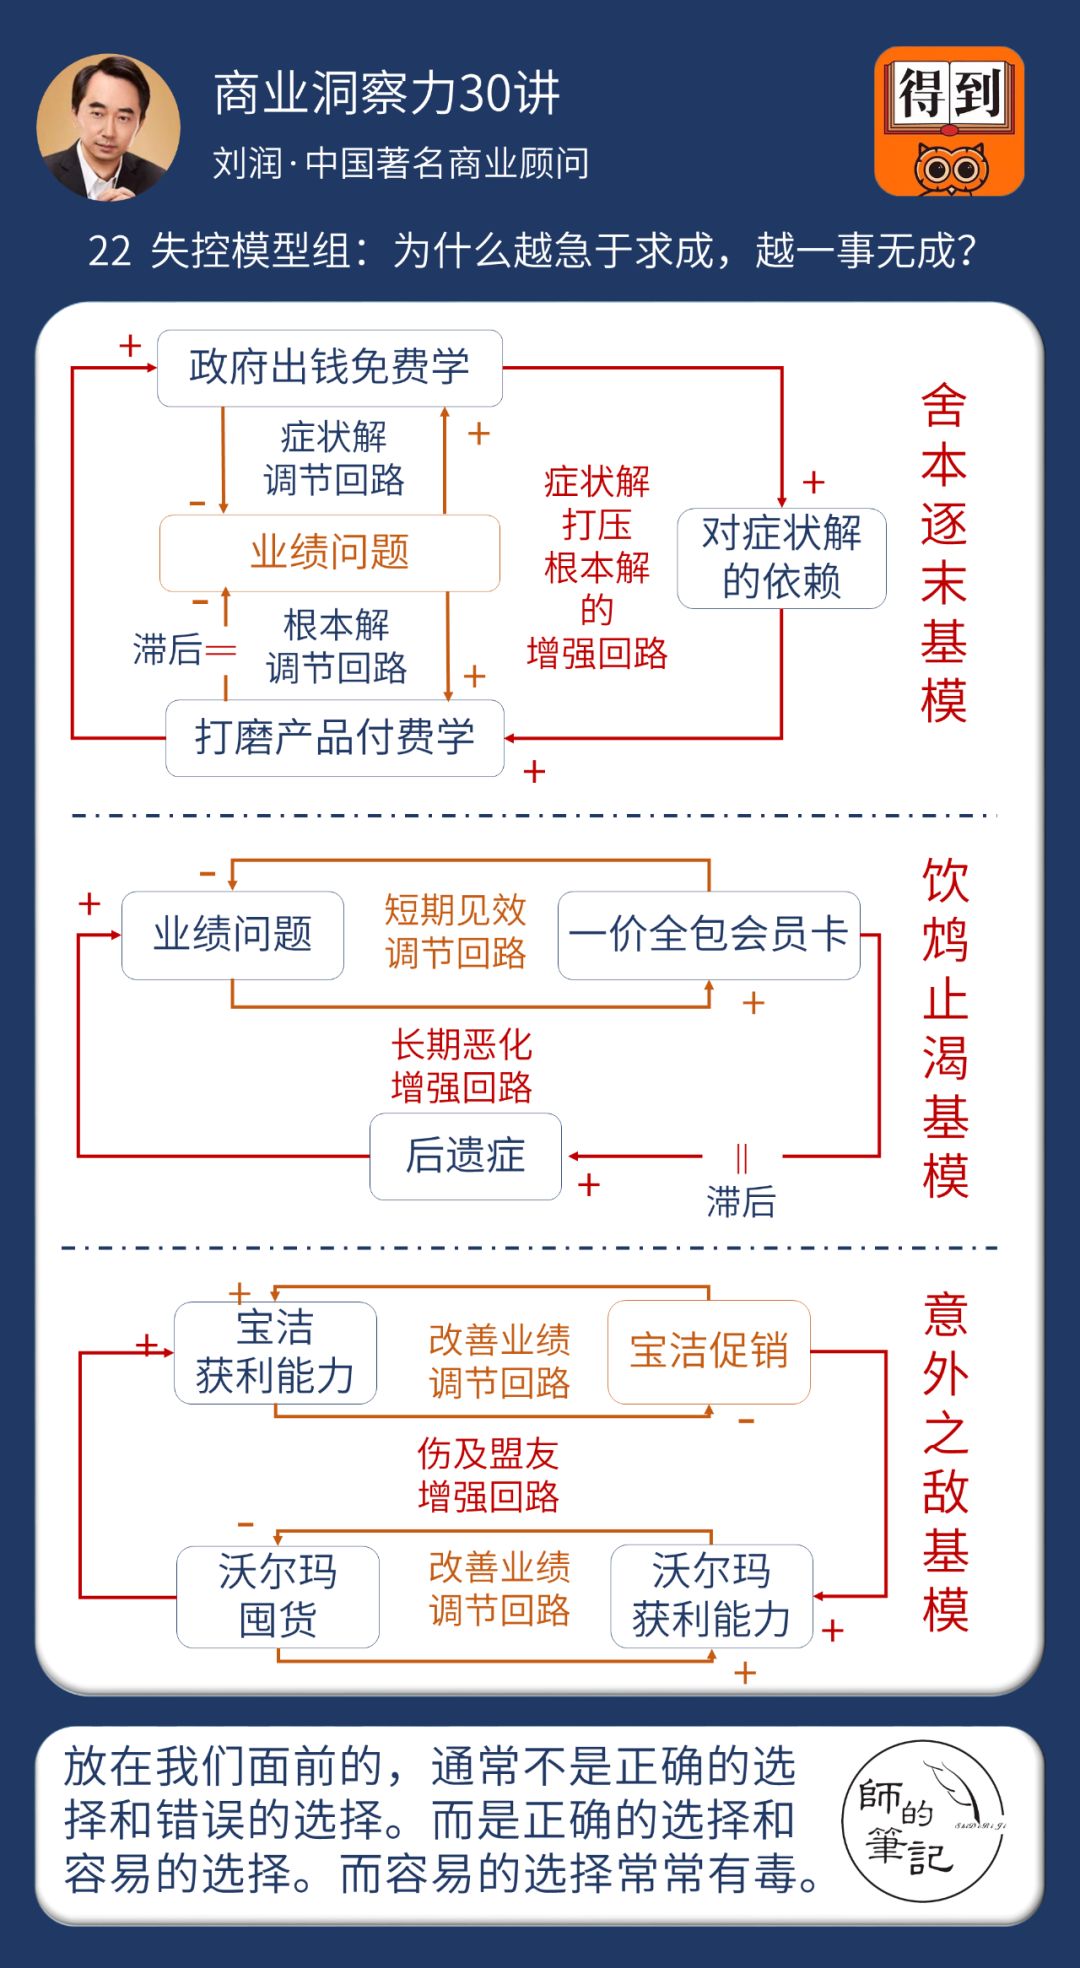 商业洞察力30讲
得到
刘润·中国著名商业顾问
22 失控模型组：为什么越急于求成，越一事无成？
+
政府出钱免费学
症状解
调节回路
+
-
业绩问题
-
滞后
根本解
调节回路
+
打磨产品付费学
+
症状解
打压
根本解
的
增强回路
+
对症状解
的依赖
舍本逐末基模
-
+
业绩问题
短期见效
调节回路
一价全包会员卡
+
长期恶化
增强回路
后遗症
+
滞后
饮鸩止渴基模
+
+
宝洁
获利能力
改善业绩
调节回路
宝洁促销
-
伤及盟友
增强回路
-
沃尔玛
囤货
改善业绩
调节回路
沃尔玛
获利能力
+
+
意外之敌基模
放在我们面前的，通常不是正确的选
择和错误的选择。而是正确的选择和
容易的选择。而容易的选择常常有毒。
師的
筆記